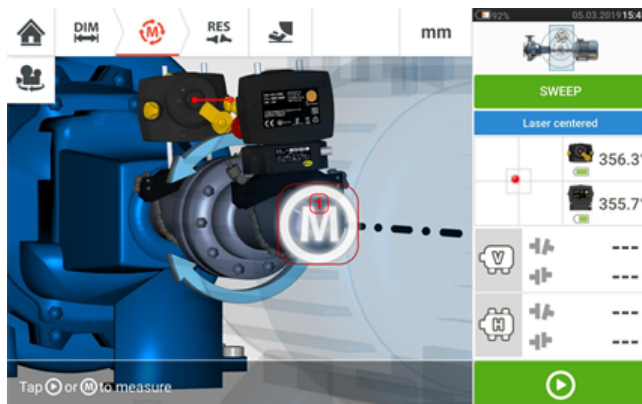 92% 05.03.2019 15:4
DIM
M
RES
mm
SWEEP
Laser centered
356.3°
355.7°
1
M
V
---
---
H
---
---
Tap or M to measure